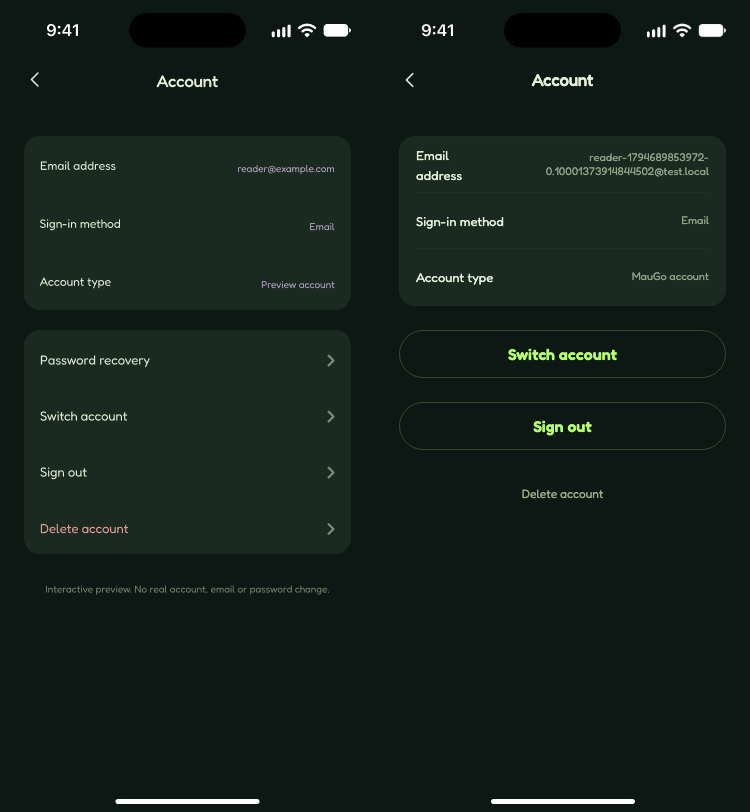 9:41
Account
Email address
reader@example.com
Sign-in method
Email
Account type
Preview account
Password recovery
Switch account
Sign out
Delete account
Interactive preview. No real account, email or password change.
9:41
Account
Email
address
reader-1794689853972-
0.10001373914844502@test.local
Sign-in method
Email
Account type
MauGo account
Switch account
Sign out
Delete account